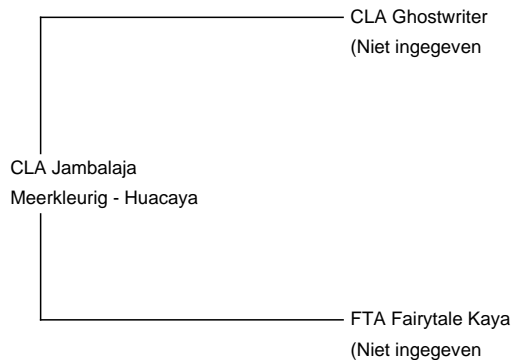 CLA Ghostwriter
(Niet ingegeven
CLA Jambalaja
Meerkleurig - Huacaya
FTA Fairytale Kaya
(Niet ingegeven